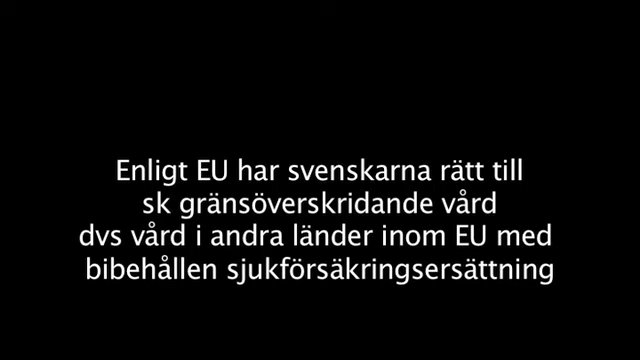 Enligt EU har svenskarna rätt till
sk gränsöverskridande vård
dvs vård i andra länder inom EU med
bibehållen sjukförsäkringsersättning